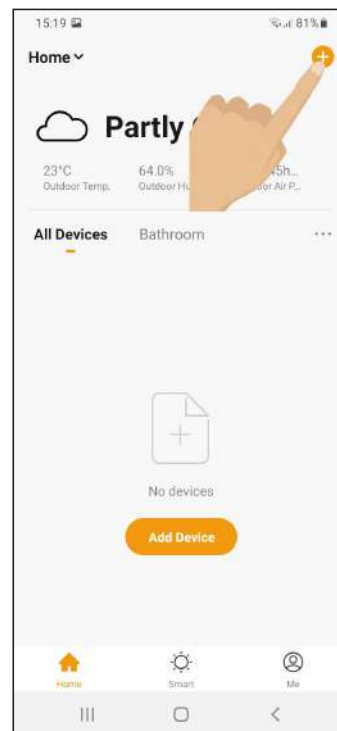 15:19 81%
Home
Partly
23°C 64.0%
Outdoor Temp. Outdoor Hu
All Devices Bathroom ...
No devices
Add Device
Home Smart Me